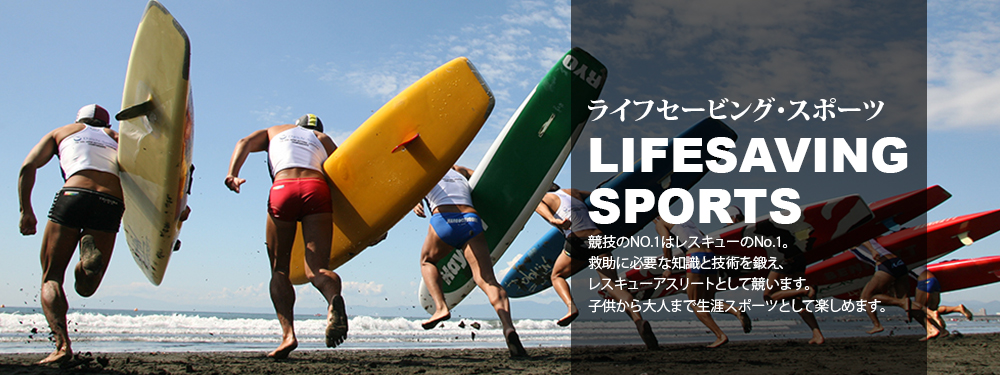 ライフセービング・スポーツ
LIFESAVING
SPORTS
競技のNO.1はレスキューのNo.1。
救助に必要な知識と技術を鍛え、
レスキューアスリートとして競います。
子供から大人まで生涯スポーツとして楽しめます。
RYO